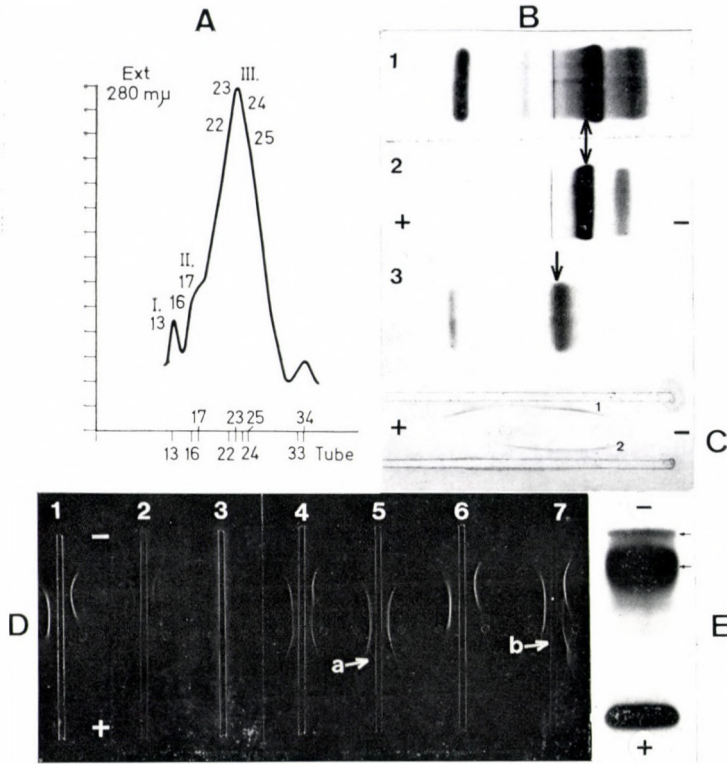 A
Ext
280 mμ
I.
13
II.
16
17
22
23
III.
24
25
17 23 25 34
13 16 22 24 33 Tube
B
1
2
+ −
3
C
+ −
1
2
D
1 2 3 4 5 6 7
−
+
a
b
E
−
+